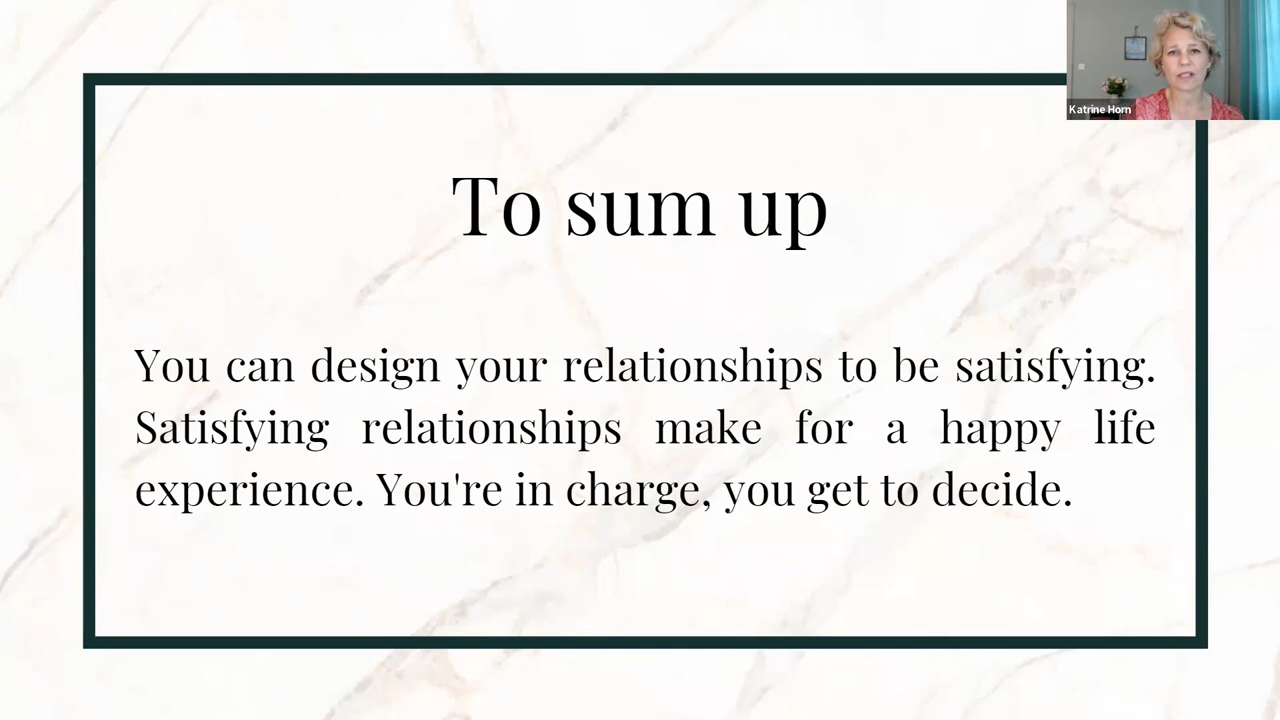 Katrine Horn
To sum up
You can design your relationships to be satisfying.
Satisfying relationships make for a happy life
experience. You're in charge, you get to decide.